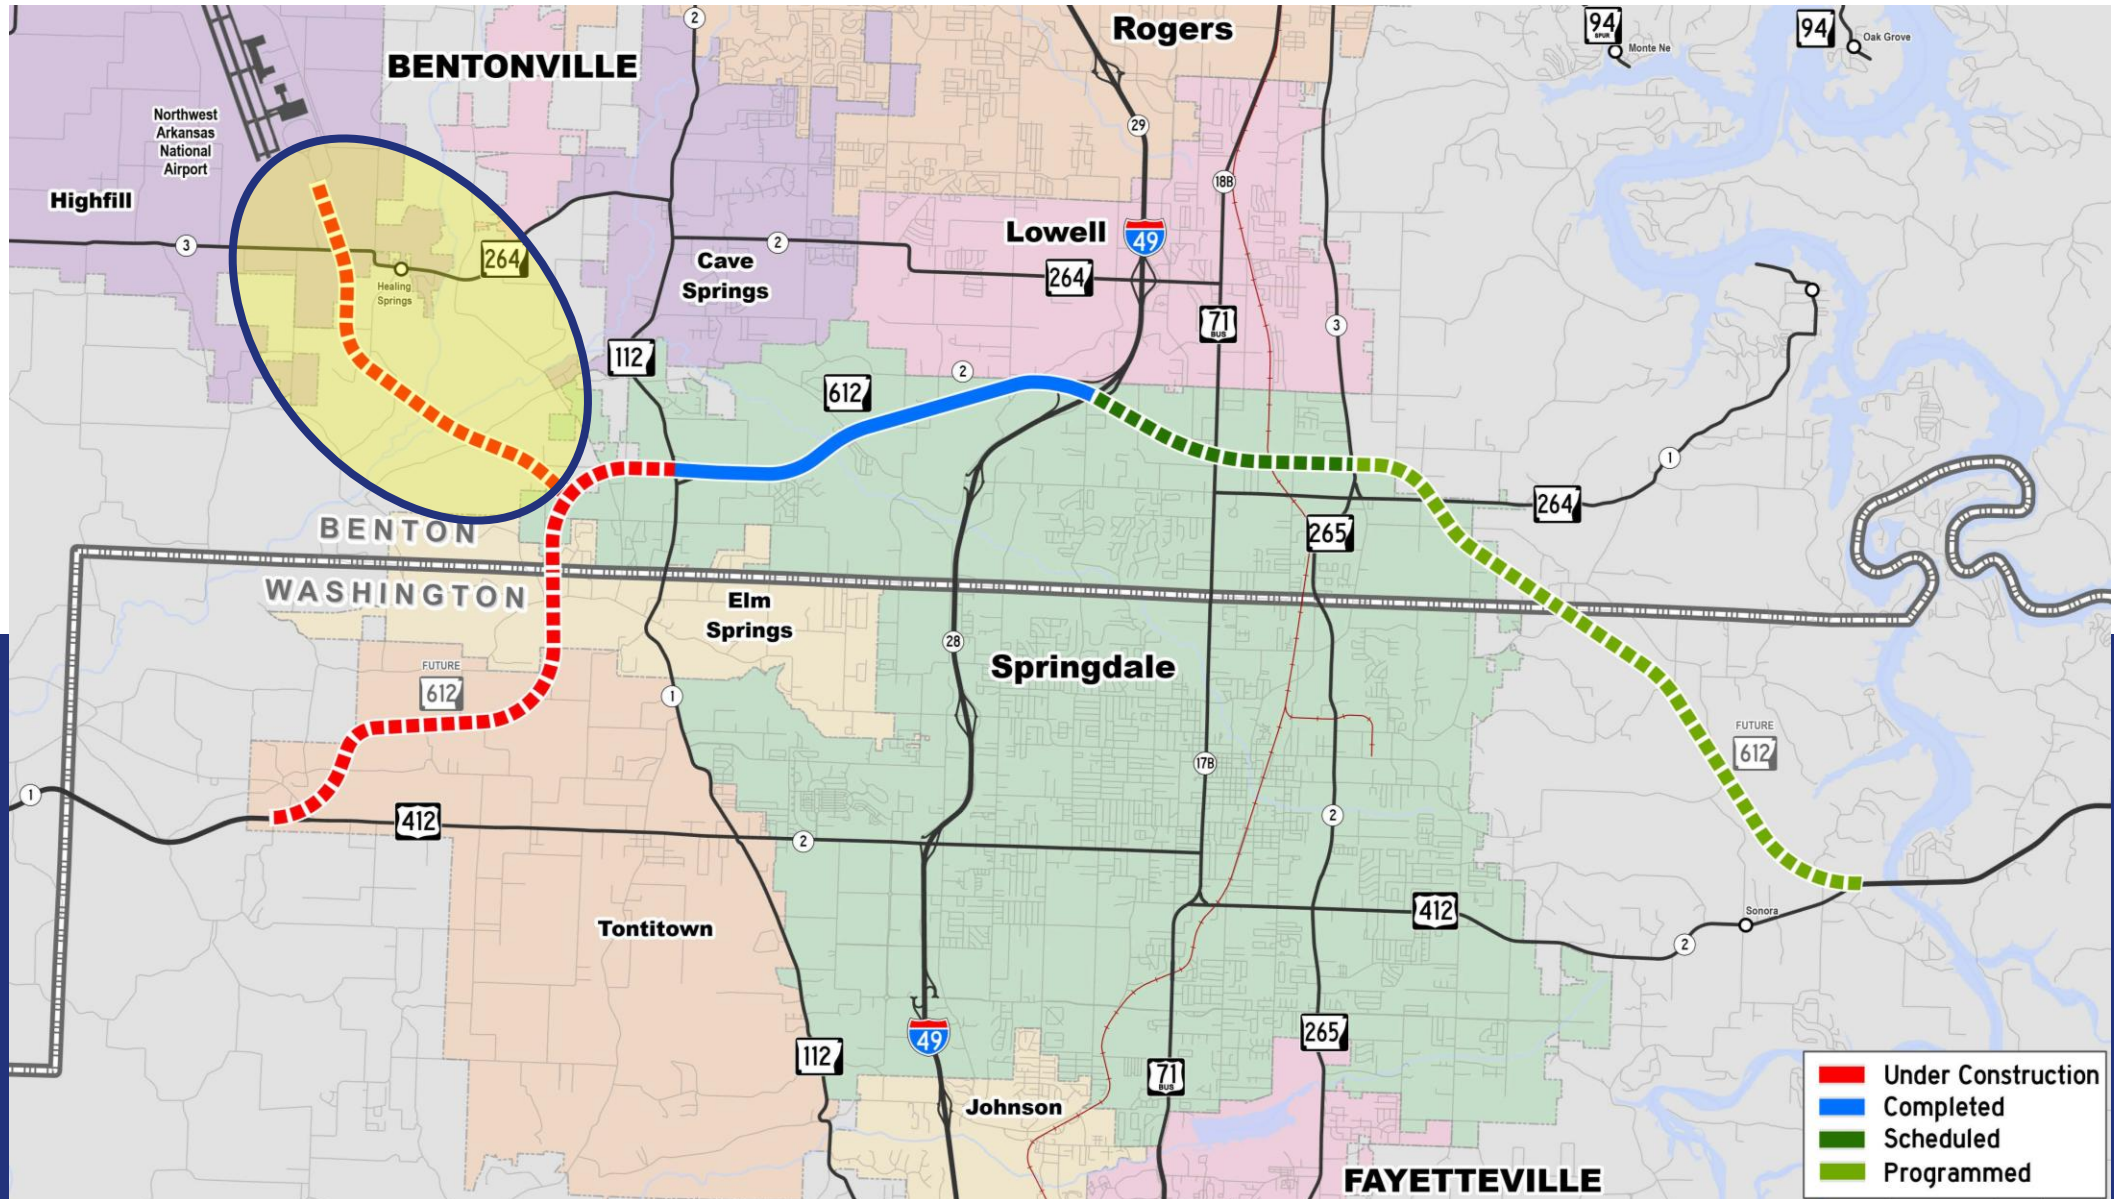 2
Rogers
94
SPUR
Monte Ne
94
Oak Grove
BENTONVILLE
Northwest
Arkansas
National
Airport
29
18B
Highfill
Lowell
49
3
264
2
Cave
Springs
264
Healing
Springs
71
BUS
3
112
612
2
1
264
265
BENTON
WASHINGTON
Elm
Springs
28
Springdale
FUTURE
612
1
FUTURE
612
17B
1
412
2
2
412
Sonora
2
Tontitown
49
265
112
71
BUS
Johnson
FAYETTEVILLE
Under Construction
Completed
Scheduled
Programmed